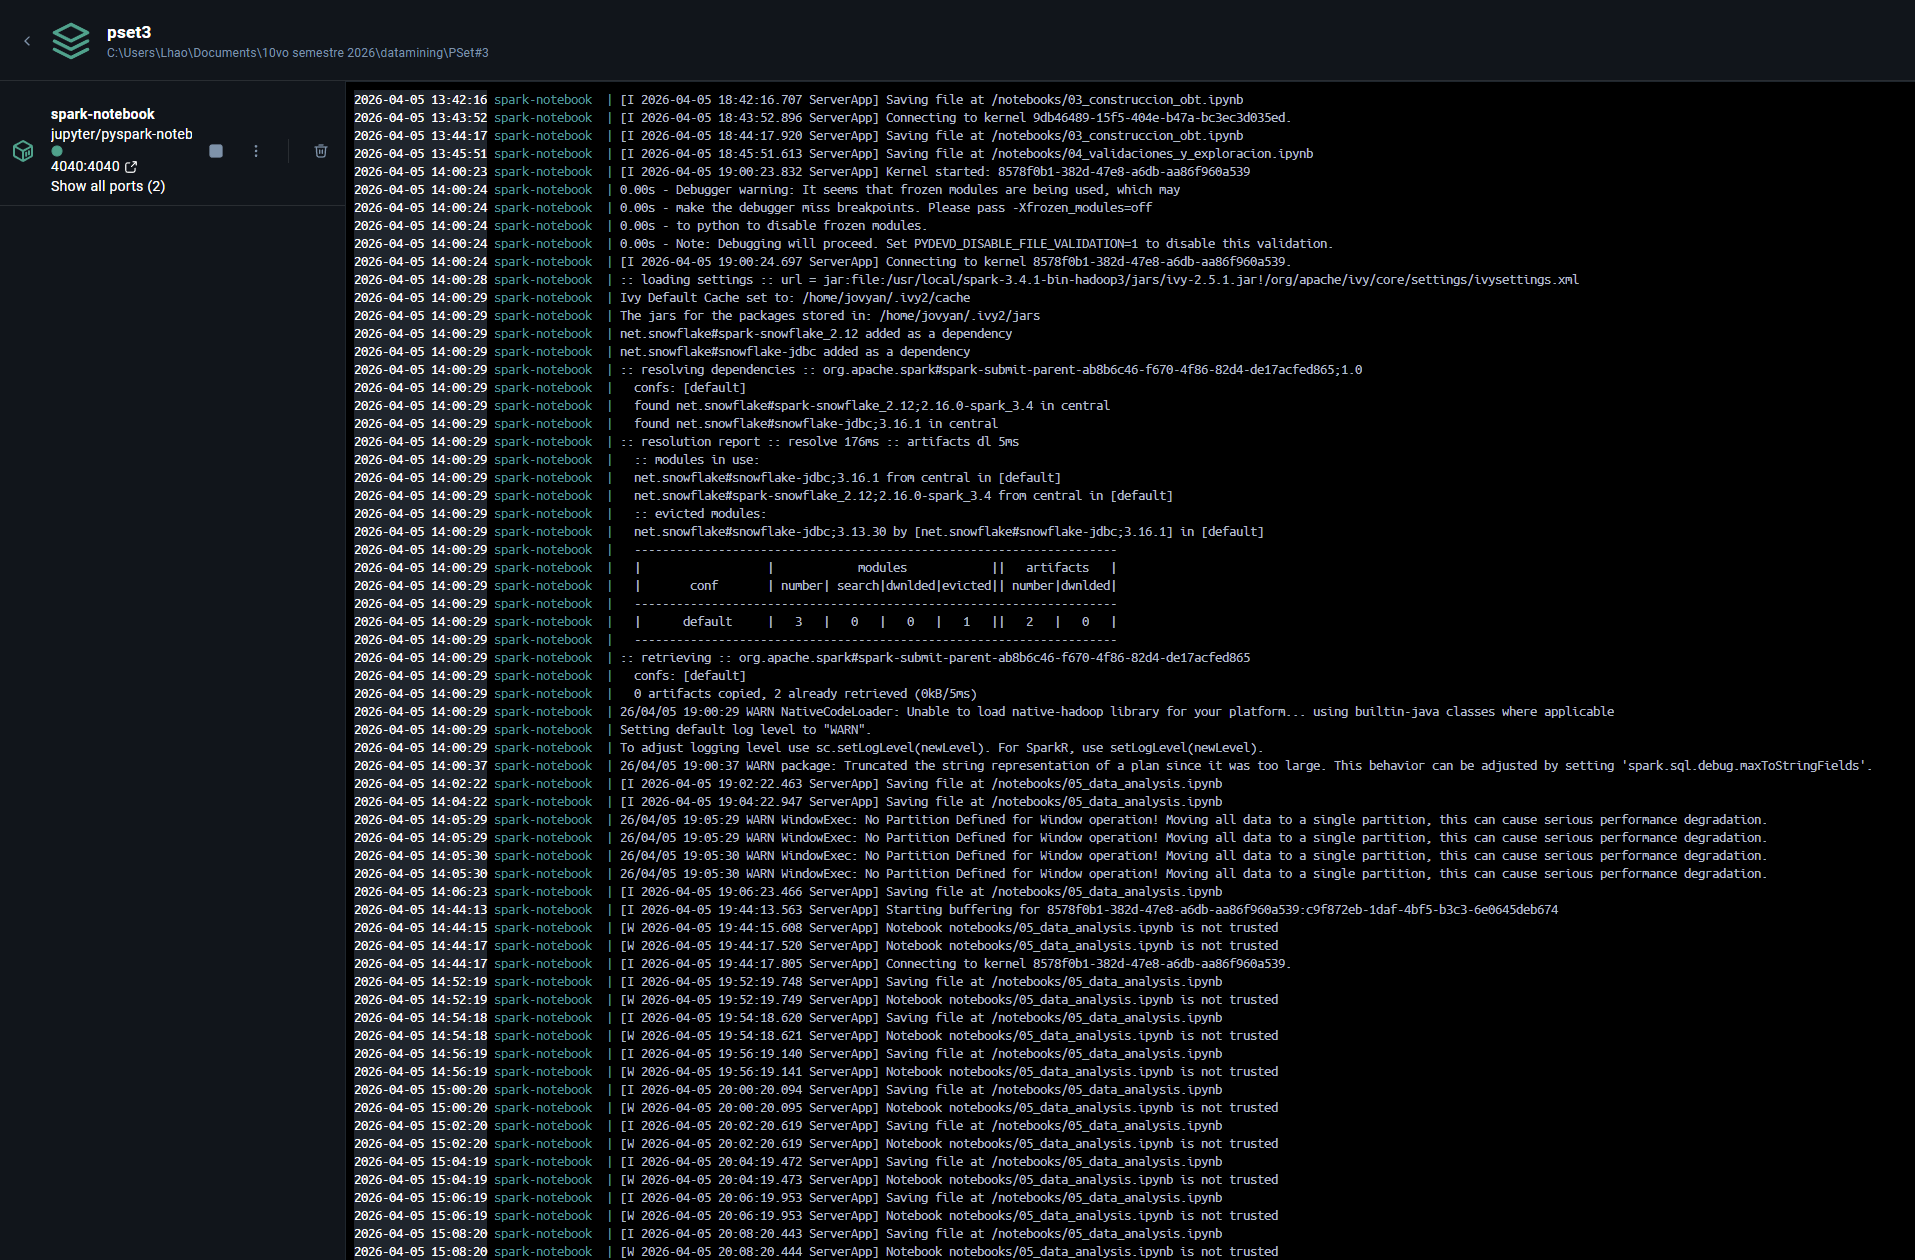 pset3
C:\Users\Lhao\Documents\10vo semestre 2026\datamining\PSet#3
spark-notebook
jupyter/pyspark-noteb
4040:4040
Show all ports (2)
2026-04-05 13:42:16 spark-notebook | [I 2026-04-05 18:42:16.707 ServerApp] Saving file at /notebooks/03_construccion_obt.ipynb
2026-04-05 13:43:52 spark-notebook | [I 2026-04-05 18:43:52.896 ServerApp] Connecting to kernel 9db46489-15f5-404e-b47a-bc3ec3d035ed.
2026-04-05 13:44:17 spark-notebook | [I 2026-04-05 18:44:17.920 ServerApp] Saving file at /notebooks/03_construccion_obt.ipynb
2026-04-05 13:45:51 spark-notebook | [I 2026-04-05 18:45:51.613 ServerApp] Saving file at /notebooks/04_validaciones_y_exploracion.ipynb
2026-04-05 14:00:23 spark-notebook | [I 2026-04-05 19:00:23.832 ServerApp] Kernel started: 8578f0b1-382d-47e8-a6db-aa86f960a539
2026-04-05 14:00:24 spark-notebook | 0.00s - Debugger warning: It seems that frozen modules are being used, which may
2026-04-05 14:00:24 spark-notebook | 0.00s - make the debugger miss breakpoints. Please pass -Xfrozen_modules=off
2026-04-05 14:00:24 spark-notebook | 0.00s - to python to disable frozen modules.
2026-04-05 14:00:24 spark-notebook | 0.00s - Note: Debugging will proceed. Set PYDEVD_DISABLE_FILE_VALIDATION=1 to disable this validation.
2026-04-05 14:00:24 spark-notebook | [I 2026-04-05 19:00:24.697 ServerApp] Connecting to kernel 8578f0b1-382d-47e8-a6db-aa86f960a539.
2026-04-05 14:00:28 spark-notebook | :: loading settings :: url = jar:file:/usr/local/spark-3.4.1-bin-hadoop3/jars/ivy-2.5.1.jar!/org/apache/ivy/core/settings/ivysettings.xml
2026-04-05 14:00:29 spark-notebook | Ivy Default Cache set to: /home/jovyan/.ivy2/cache
2026-04-05 14:00:29 spark-notebook | The jars for the packages stored in: /home/jovyan/.ivy2/jars
2026-04-05 14:00:29 spark-notebook | net.snowflake#spark-snowflake_2.12 added as a dependency
2026-04-05 14:00:29 spark-notebook | net.snowflake#snowflake-jdbc added as a dependency
2026-04-05 14:00:29 spark-notebook | :: resolving dependencies :: org.apache.spark#spark-submit-parent-ab8b6c46-f670-4f86-82d4-de17acfed865;1.0
2026-04-05 14:00:29 spark-notebook | confs: [default]
2026-04-05 14:00:29 spark-notebook | found net.snowflake#spark-snowflake_2.12;2.16.0-spark_3.4 in central
2026-04-05 14:00:29 spark-notebook | found net.snowflake#snowflake-jdbc;3.16.1 in central
2026-04-05 14:00:29 spark-notebook | :: resolution report :: resolve 176ms :: artifacts dl 5ms
2026-04-05 14:00:29 spark-notebook | :: modules in use:
2026-04-05 14:00:29 spark-notebook | net.snowflake#snowflake-jdbc;3.16.1 from central in [default]
2026-04-05 14:00:29 spark-notebook | net.snowflake#spark-snowflake_2.12;2.16.0-spark_3.4 from central in [default]
2026-04-05 14:00:29 spark-notebook | :: evicted modules:
2026-04-05 14:00:29 spark-notebook | net.snowflake#snowflake-jdbc;3.13.30 by [net.snowflake#snowflake-jdbc;3.16.1] in [default]
2026-04-05 14:00:29 spark-notebook | ---------------------------------------------------------------------
2026-04-05 14:00:29 spark-notebook | |                  |            modules            ||   artifacts   |
2026-04-05 14:00:29 spark-notebook | |       conf       | number| search|dwnlded|evicted|| number|dwnlded|
2026-04-05 14:00:29 spark-notebook | ---------------------------------------------------------------------
2026-04-05 14:00:29 spark-notebook | |      default     |   3   |   0   |   0   |   1   ||   2   |   0   |
2026-04-05 14:00:29 spark-notebook | ---------------------------------------------------------------------
2026-04-05 14:00:29 spark-notebook | :: retrieving :: org.apache.spark#spark-submit-parent-ab8b6c46-f670-4f86-82d4-de17acfed865
2026-04-05 14:00:29 spark-notebook | confs: [default]
2026-04-05 14:00:29 spark-notebook | 0 artifacts copied, 2 already retrieved (0kB/5ms)
2026-04-05 14:00:29 spark-notebook | 26/04/05 19:00:29 WARN NativeCodeLoader: Unable to load native-hadoop library for your platform... using builtin-java classes where applicable
2026-04-05 14:00:29 spark-notebook | Setting default log level to "WARN".
2026-04-05 14:00:29 spark-notebook | To adjust logging level use sc.setLogLevel(newLevel). For SparkR, use setLogLevel(newLevel).
2026-04-05 14:00:37 spark-notebook | 26/04/05 19:00:37 WARN package: Truncated the string representation of a plan since it was too large. This behavior can be adjusted by setting 'spark.sql.debug.maxToStringFields'.
2026-04-05 14:02:22 spark-notebook | [I 2026-04-05 19:02:22.463 ServerApp] Saving file at /notebooks/05_data_analysis.ipynb
2026-04-05 14:04:22 spark-notebook | [I 2026-04-05 19:04:22.947 ServerApp] Saving file at /notebooks/05_data_analysis.ipynb
2026-04-05 14:05:29 spark-notebook | 26/04/05 19:05:29 WARN WindowExec: No Partition Defined for Window operation! Moving all data to a single partition, this can cause serious performance degradation.
2026-04-05 14:05:29 spark-notebook | 26/04/05 19:05:29 WARN WindowExec: No Partition Defined for Window operation! Moving all data to a single partition, this can cause serious performance degradation.
2026-04-05 14:05:30 spark-notebook | 26/04/05 19:05:30 WARN WindowExec: No Partition Defined for Window operation! Moving all data to a single partition, this can cause serious performance degradation.
2026-04-05 14:05:30 spark-notebook | 26/04/05 19:05:30 WARN WindowExec: No Partition Defined for Window operation! Moving all data to a single partition, this can cause serious performance degradation.
2026-04-05 14:06:23 spark-notebook | [I 2026-04-05 19:06:23.466 ServerApp] Saving file at /notebooks/05_data_analysis.ipynb
2026-04-05 14:44:13 spark-notebook | [I 2026-04-05 19:44:13.563 ServerApp] Starting buffering for 8578f0b1-382d-47e8-a6db-aa86f960a539:c9f872eb-1daf-4bf5-b3c3-6e0645deb674
2026-04-05 14:44:15 spark-notebook | [W 2026-04-05 19:44:15.608 ServerApp] Notebook notebooks/05_data_analysis.ipynb is not trusted
2026-04-05 14:44:17 spark-notebook | [W 2026-04-05 19:44:17.520 ServerApp] Notebook notebooks/05_data_analysis.ipynb is not trusted
2026-04-05 14:44:17 spark-notebook | [I 2026-04-05 19:44:17.805 ServerApp] Connecting to kernel 8578f0b1-382d-47e8-a6db-aa86f960a539.
2026-04-05 14:52:19 spark-notebook | [I 2026-04-05 19:52:19.748 ServerApp] Saving file at /notebooks/05_data_analysis.ipynb
2026-04-05 14:52:19 spark-notebook | [W 2026-04-05 19:52:19.749 ServerApp] Notebook notebooks/05_data_analysis.ipynb is not trusted
2026-04-05 14:54:18 spark-notebook | [I 2026-04-05 19:54:18.620 ServerApp] Saving file at /notebooks/05_data_analysis.ipynb
2026-04-05 14:54:18 spark-notebook | [W 2026-04-05 19:54:18.621 ServerApp] Notebook notebooks/05_data_analysis.ipynb is not trusted
2026-04-05 14:56:19 spark-notebook | [I 2026-04-05 19:56:19.140 ServerApp] Saving file at /notebooks/05_data_analysis.ipynb
2026-04-05 14:56:19 spark-notebook | [W 2026-04-05 19:56:19.141 ServerApp] Notebook notebooks/05_data_analysis.ipynb is not trusted
2026-04-05 15:00:20 spark-notebook | [I 2026-04-05 20:00:20.094 ServerApp] Saving file at /notebooks/05_data_analysis.ipynb
2026-04-05 15:00:20 spark-notebook | [W 2026-04-05 20:00:20.095 ServerApp] Notebook notebooks/05_data_analysis.ipynb is not trusted
2026-04-05 15:02:20 spark-notebook | [I 2026-04-05 20:02:20.619 ServerApp] Saving file at /notebooks/05_data_analysis.ipynb
2026-04-05 15:02:20 spark-notebook | [W 2026-04-05 20:02:20.619 ServerApp] Notebook notebooks/05_data_analysis.ipynb is not trusted
2026-04-05 15:04:19 spark-notebook | [I 2026-04-05 20:04:19.472 ServerApp] Saving file at /notebooks/05_data_analysis.ipynb
2026-04-05 15:04:19 spark-notebook | [W 2026-04-05 20:04:19.473 ServerApp] Notebook notebooks/05_data_analysis.ipynb is not trusted
2026-04-05 15:06:19 spark-notebook | [I 2026-04-05 20:06:19.953 ServerApp] Saving file at /notebooks/05_data_analysis.ipynb
2026-04-05 15:06:19 spark-notebook | [W 2026-04-05 20:06:19.953 ServerApp] Notebook notebooks/05_data_analysis.ipynb is not trusted
2026-04-05 15:08:20 spark-notebook | [I 2026-04-05 20:08:20.443 ServerApp] Saving file at /notebooks/05_data_analysis.ipynb
2026-04-05 15:08:20 spark-notebook | [W 2026-04-05 20:08:20.444 ServerApp] Notebook notebooks/05_data_analysis.ipynb is not trusted